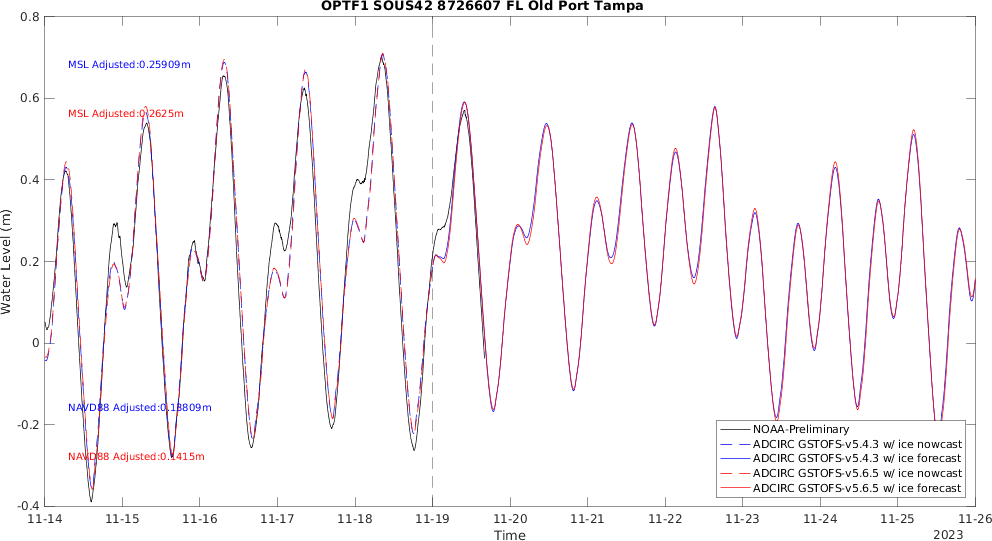 OPTF1 SOUS42 8726607 FL Old Port Tampa
0.8
0.6
0.4
0.2
0
-0.2
-0.4
Water Level (m)
MSL Adjusted:0.25909m
MSL Adjusted:0.2625m
NAVD88 Adjusted:0.13809m
NAVD88 Adjusted:0.1415m
NOAA-Preliminary
ADCIRC GSTOFS-v5.4.3 w/ ice nowcast
ADCIRC GSTOFS-v5.4.3 w/ ice forecast
ADCIRC GSTOFS-v5.6.5 w/ ice nowcast
ADCIRC GSTOFS-v5.6.5 w/ ice forecast
11-14 11-15 11-16 11-17 11-18 11-19 11-20 11-21 11-22 11-23 11-24 11-25 11-26
Time
2023